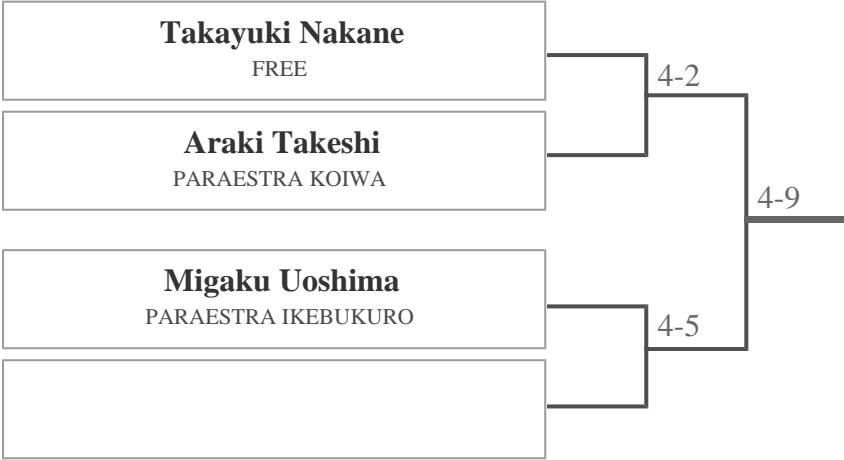 Takayuki Nakane
FREE
4-2
Araki Takeshi
PARAESTRA KOIWA
4-9
Migaku Uoshima
PARAESTRA IKEBUKURO
4-5